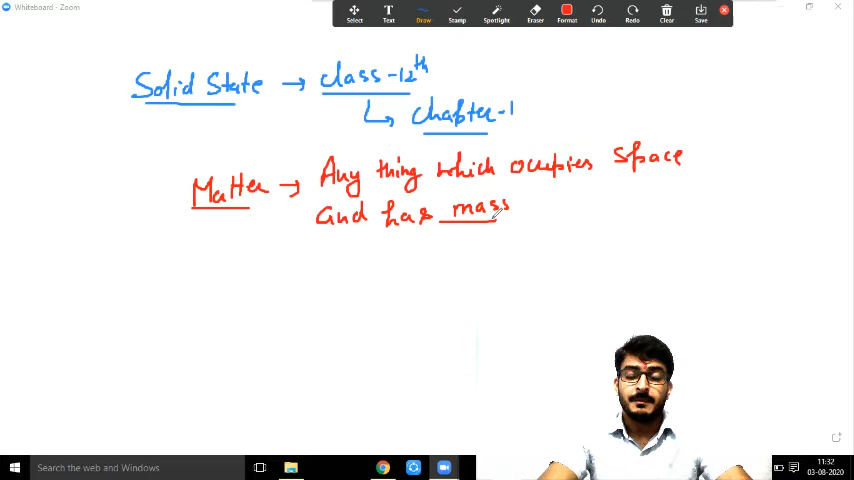 Whiteboard - Zoom
Select Text Draw Stamp Spotlight Eraser Format Undo Redo Clear Save
Solid State → class-12th
↳ chapter-1
Matter → Any thing which occupies space
and has mass
Search the web and Windows
11:32
03-08-2020